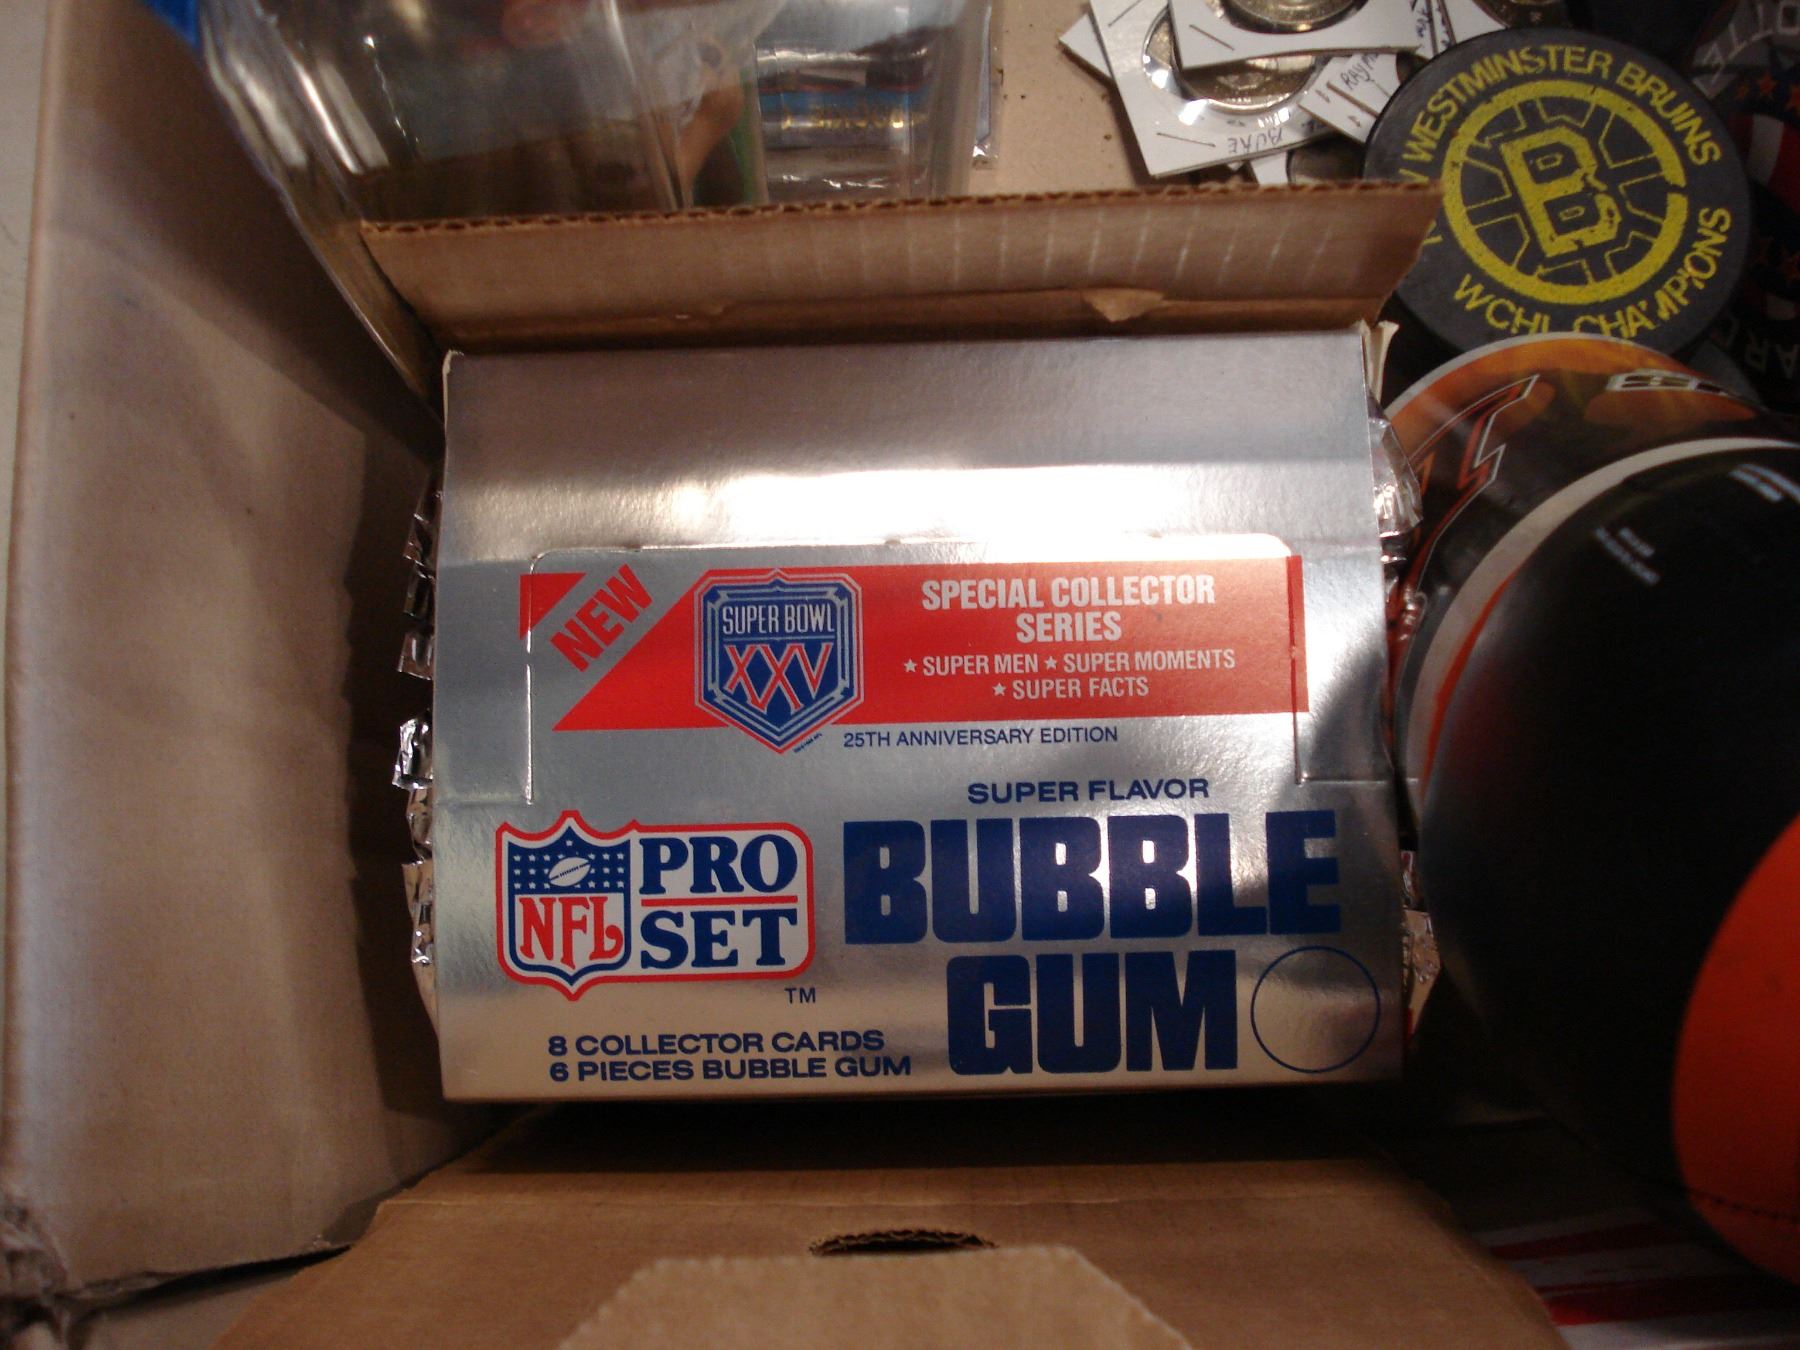 WESTMINSTER BRUINS
B
WCHL CHAMPIONS
NEW
SUPER BOWL
XXV
SPECIAL COLLECTOR
SERIES
★ SUPER MEN ★ SUPER MOMENTS
★ SUPER FACTS
25TH ANNIVERSARY EDITION
SUPER FLAVOR
BUBBLE
GUM
NFL
PRO
SET
TM
8 COLLECTOR CARDS
6 PIECES BUBBLE GUM